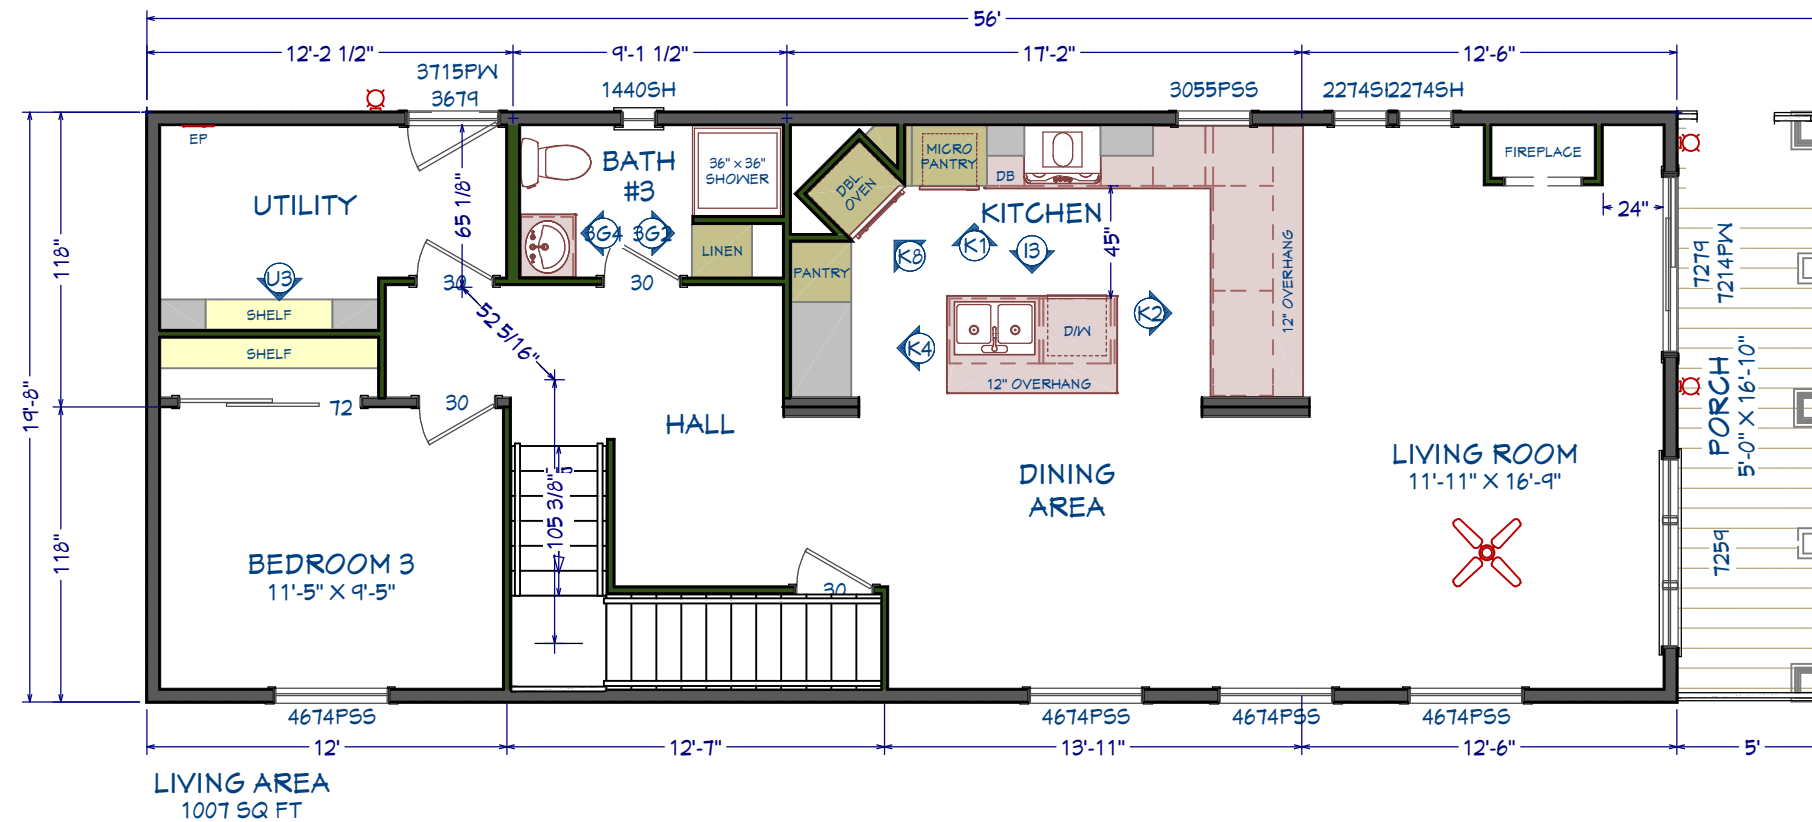 56'
12'-2 1/2"
9'-1 1/2"
17'-2"
12'-6"
3715PW
3679
1440SH
3055PSS
2274SH
2274SH
EP
BATH
#3
36" x 36"
SHOWER
MICRO
PANTRY
DB
DBL.
OVEN
FIREPLACE
UTILITY
65 1/8"
3G4
3G2
KITCHEN
24"
LINEN
K8
K1
I3
45"
12" OVERHANG
7279
7214PW
118"
U3
30
30
PANTRY
SHELF
52 5/16"
K4
D/W
K2
SHELF
12" OVERHANG
19'-8"
72
30
HALL
PORCH
5'-0" X 16'-10"
LIVING ROOM
11'-11" X 16'-9"
DINING
AREA
105 3/8"
118"
BEDROOM 3
11'-5" X 9'-5"
30
7259
4674PSS
4674PSS
4674PSS
4674PSS
12'
12'-7"
13'-11"
12'-6"
5'
LIVING AREA
1007 SQ FT